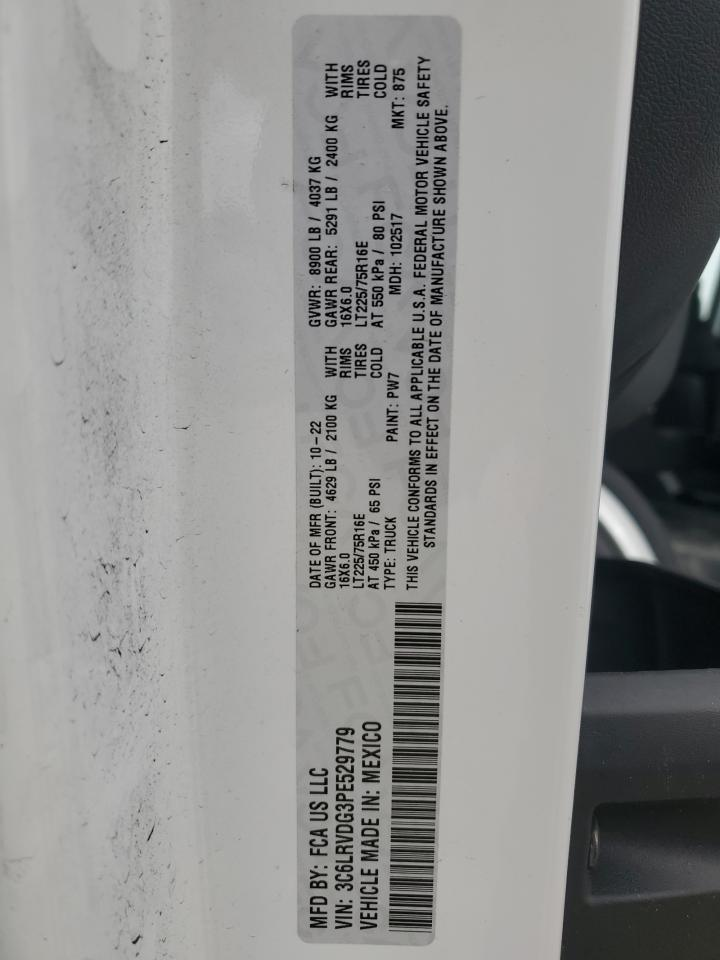 MFD BY: FCA US LLC
VIN: 3C6LRVDG3PE529779
VEHICLE MADE IN: MEXICO
DATE OF MFR (BUILT): 10-22 GVWR: 8900 LB / 4037 KG
GAWR FRONT: 4629 LB / 2100 KG WITH GAWR REAR: 5291 LB / 2400 KG WITH
16X6.0 RIMS 16X6.0 RIMS
LT225/75R16E TIRES LT225/75R16E TIRES
AT 450 kPa / 65 PSI COLD AT 550 kPa / 80 PSI COLD
TYPE: TRUCK PAINT: PW7 MDH: 102517 MKT: 875
THIS VEHICLE CONFORMS TO ALL APPLICABLE U.S.A. FEDERAL MOTOR VEHICLE SAFETY
STANDARDS IN EFFECT ON THE DATE OF MANUFACTURE SHOWN ABOVE.